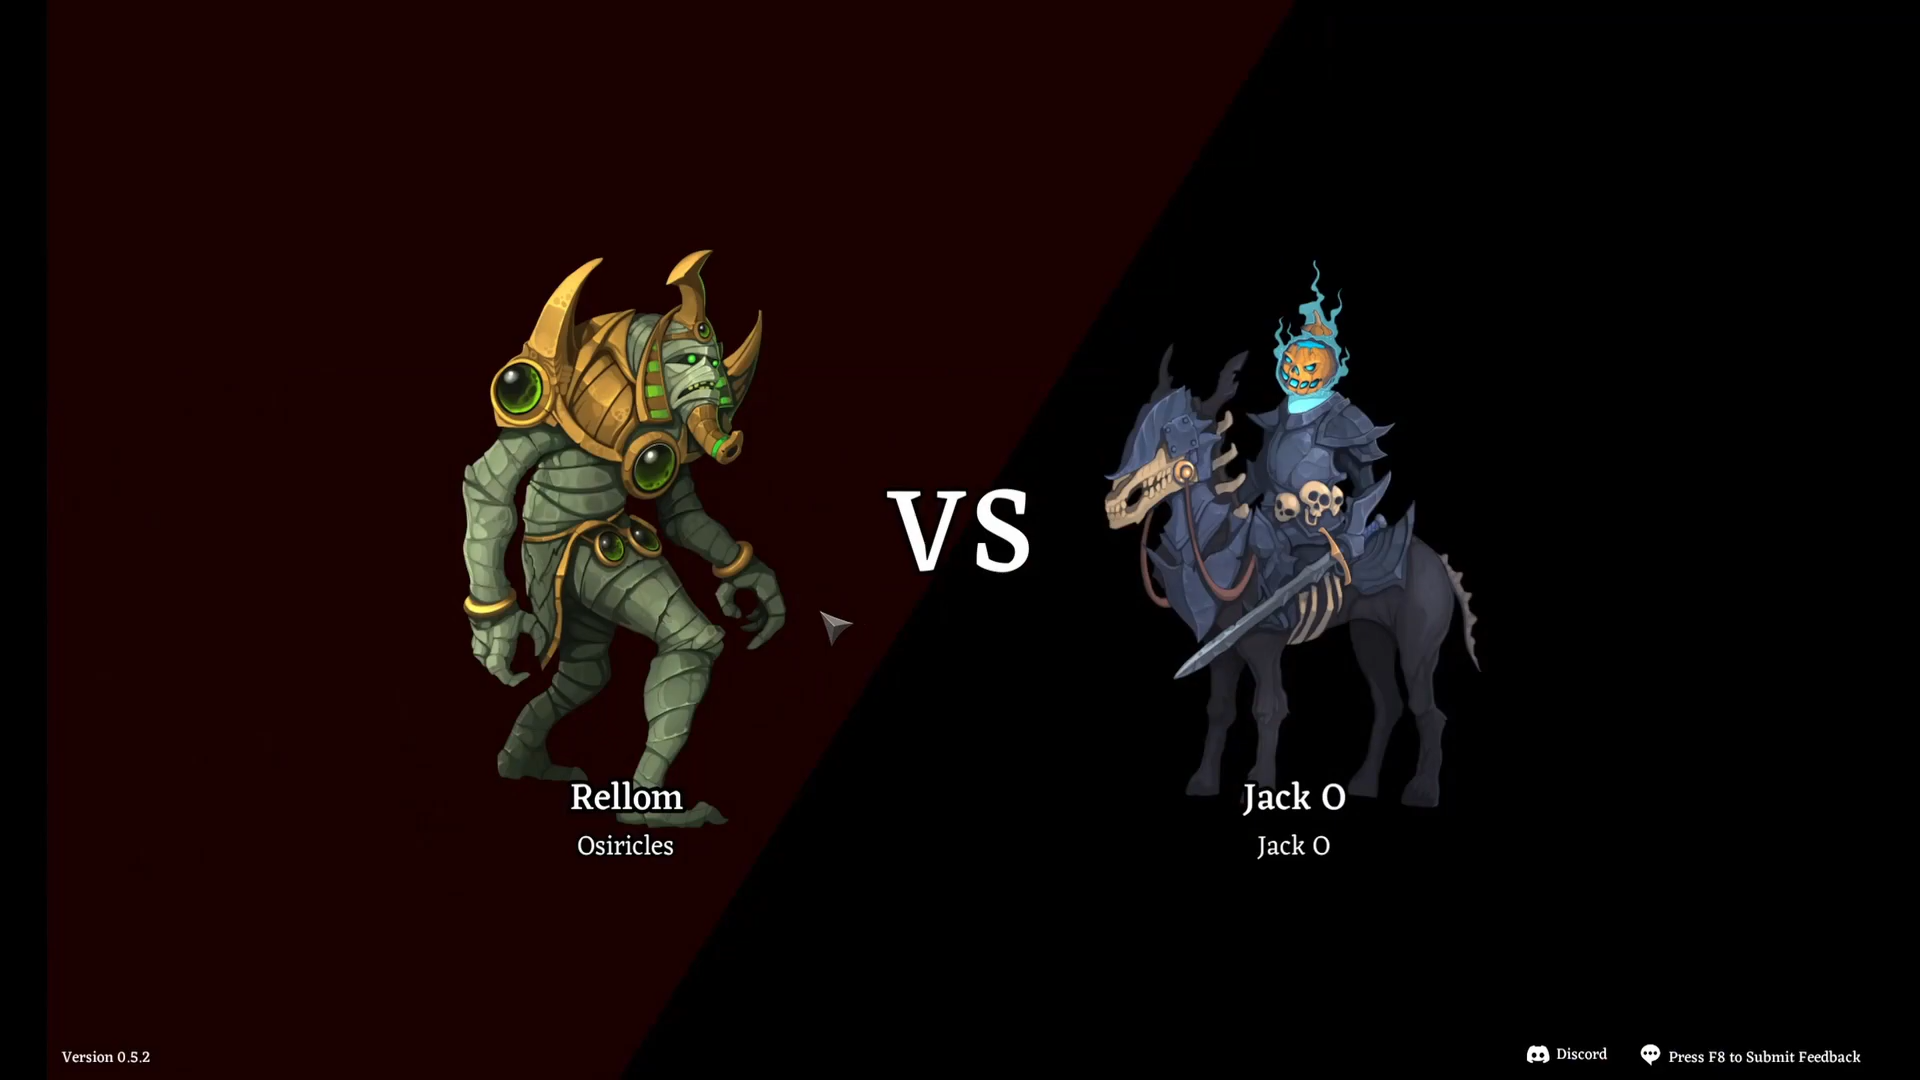 VS
Rellom
Osiricles
Jack O
Jack O
Version 0.5.2
Discord
Press F8 to Submit Feedback